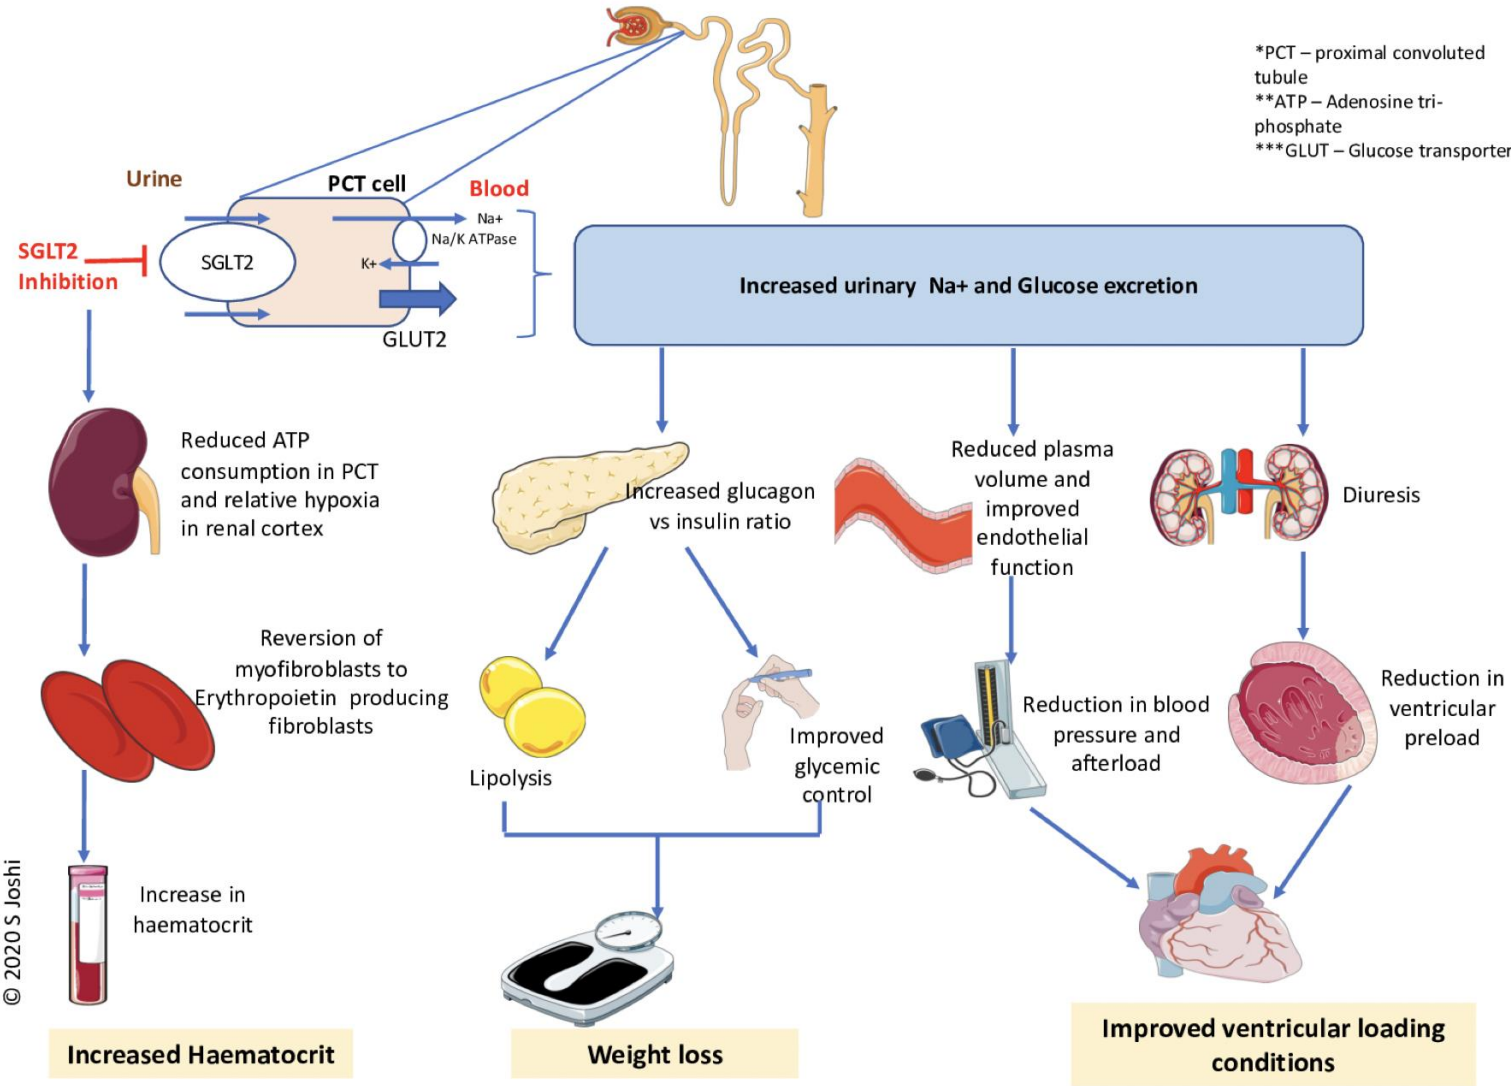 *PCT – proximal convoluted
tubule
**ATP – Adenosine tri-
phosphate
***GLUT – Glucose transporter
Urine
PCT cell
Blood
Na+
Na/K ATPase
K+
SGLT2
Inhibition
SGLT2
GLUT2
Increased urinary Na+ and Glucose excretion
Reduced ATP
consumption in PCT
and relative hypoxia
in renal cortex
Increased glucagon
vs insulin ratio
Reduced plasma
volume and
improved
endothelial
function
Diuresis
Reversion of
myofibroblasts to
Erythropoietin producing
fibroblasts
Lipolysis
Improved
glycemic
control
Reduction in blood
pressure and
afterload
Reduction in
ventricular
preload
Increase in
haematocrit
© 2020 S Joshi
Increased Haematocrit
Weight loss
Improved ventricular loading
conditions